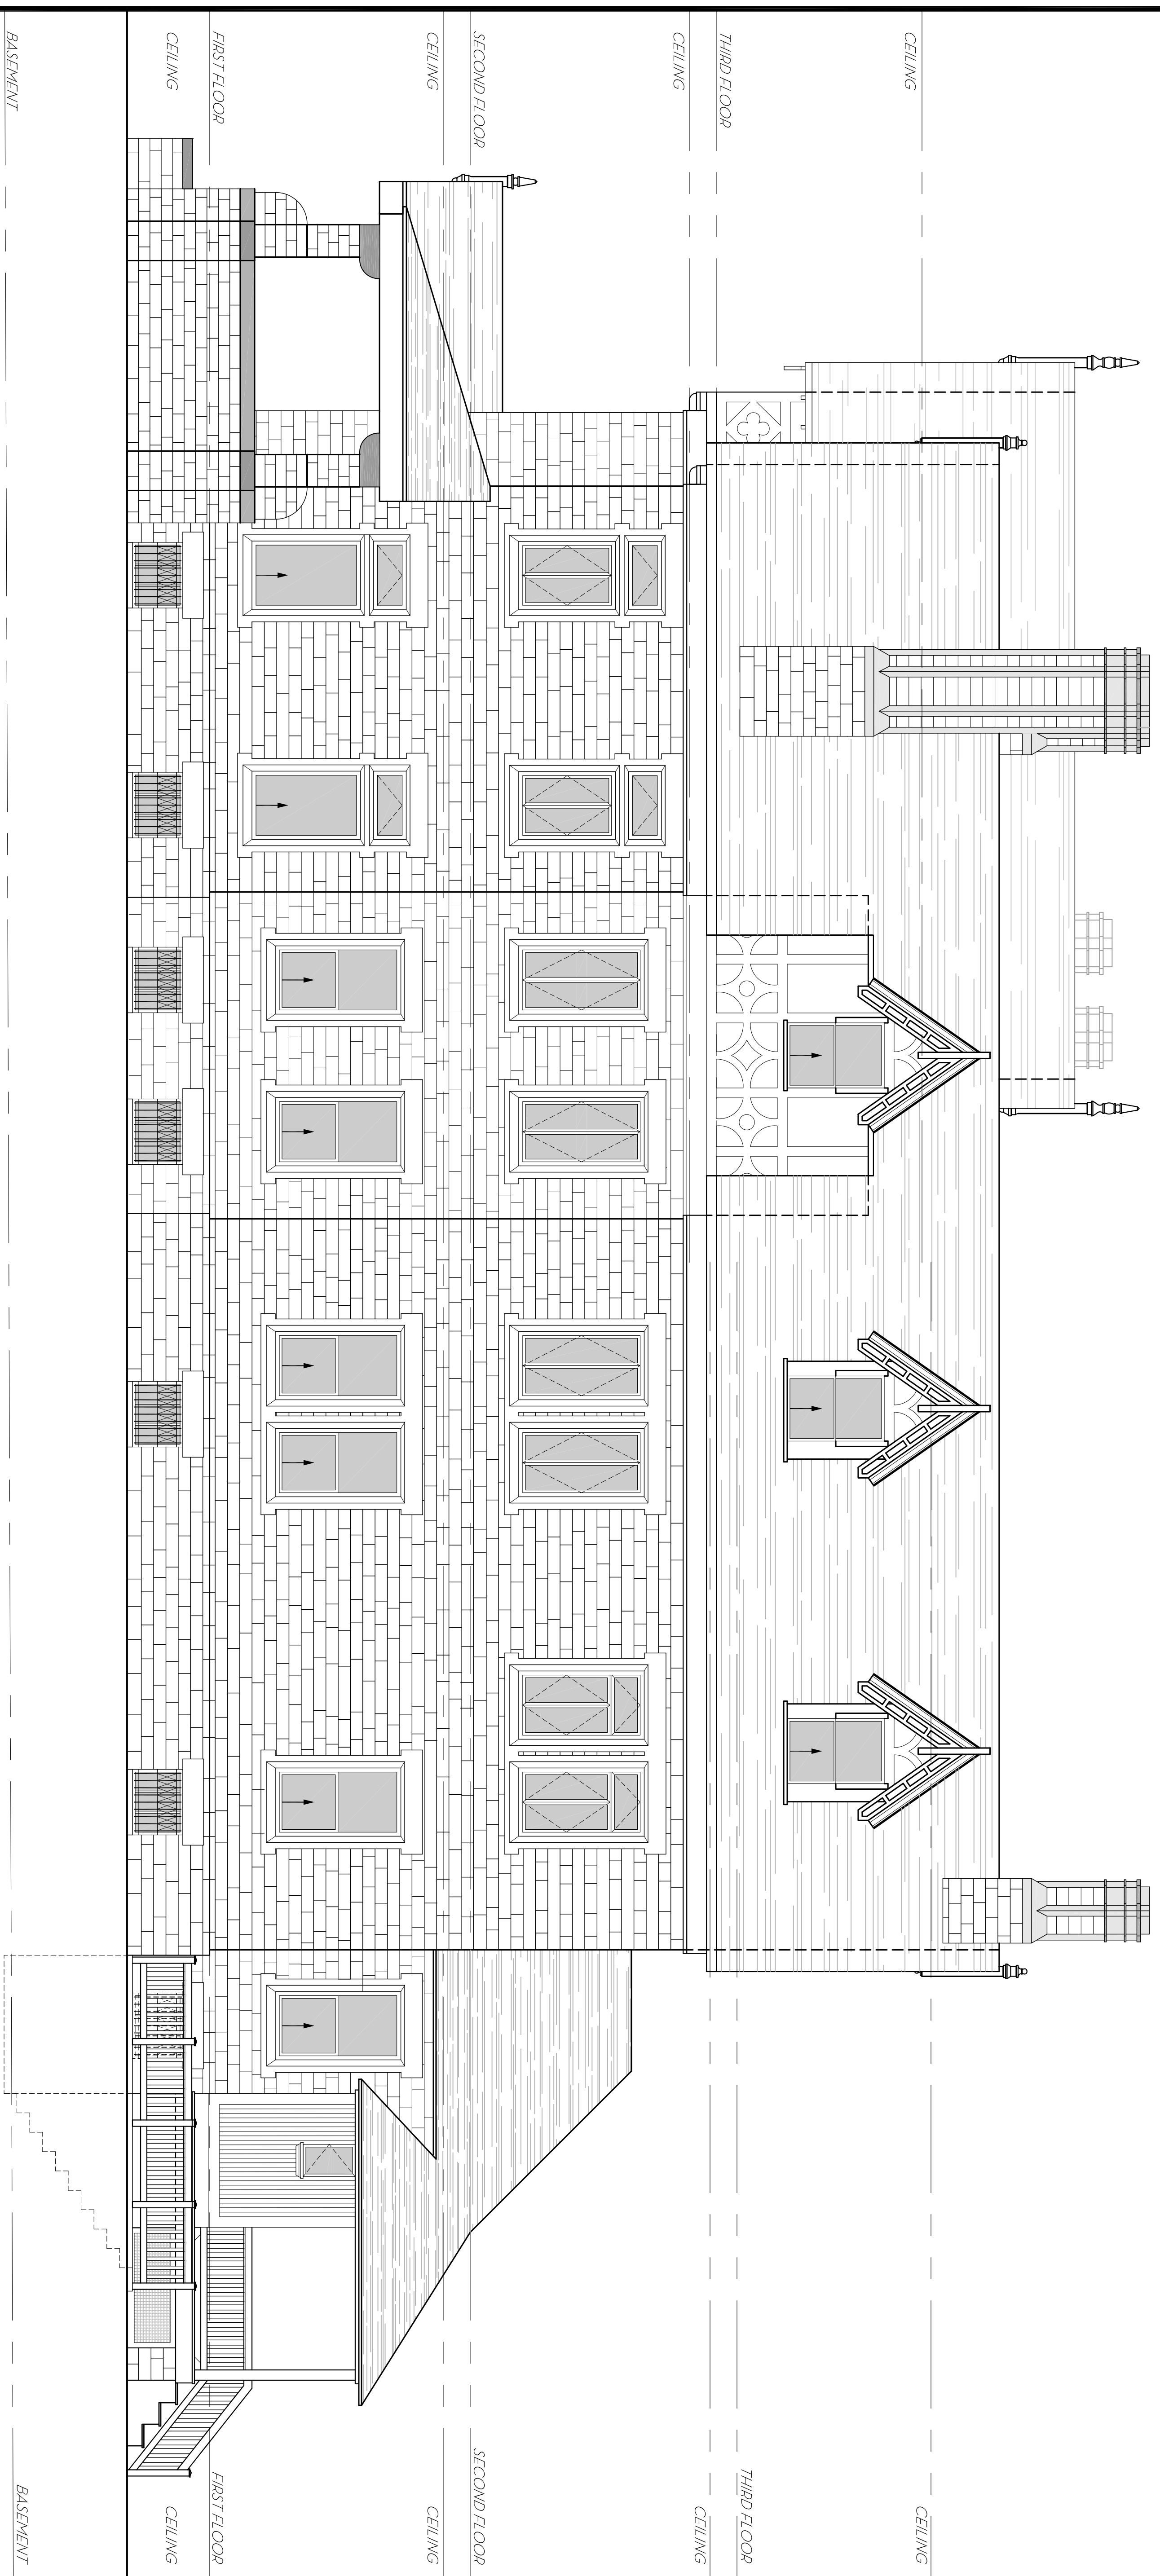 CEILING
THIRD FLOOR
CEILING
SECOND FLOOR
CEILING
FIRST FLOOR
CEILING
BASEMENT
CEILING
THIRD FLOOR
CEILING
SECOND FLOOR
CEILING
FIRST FLOOR
CEILING
BASEMENT